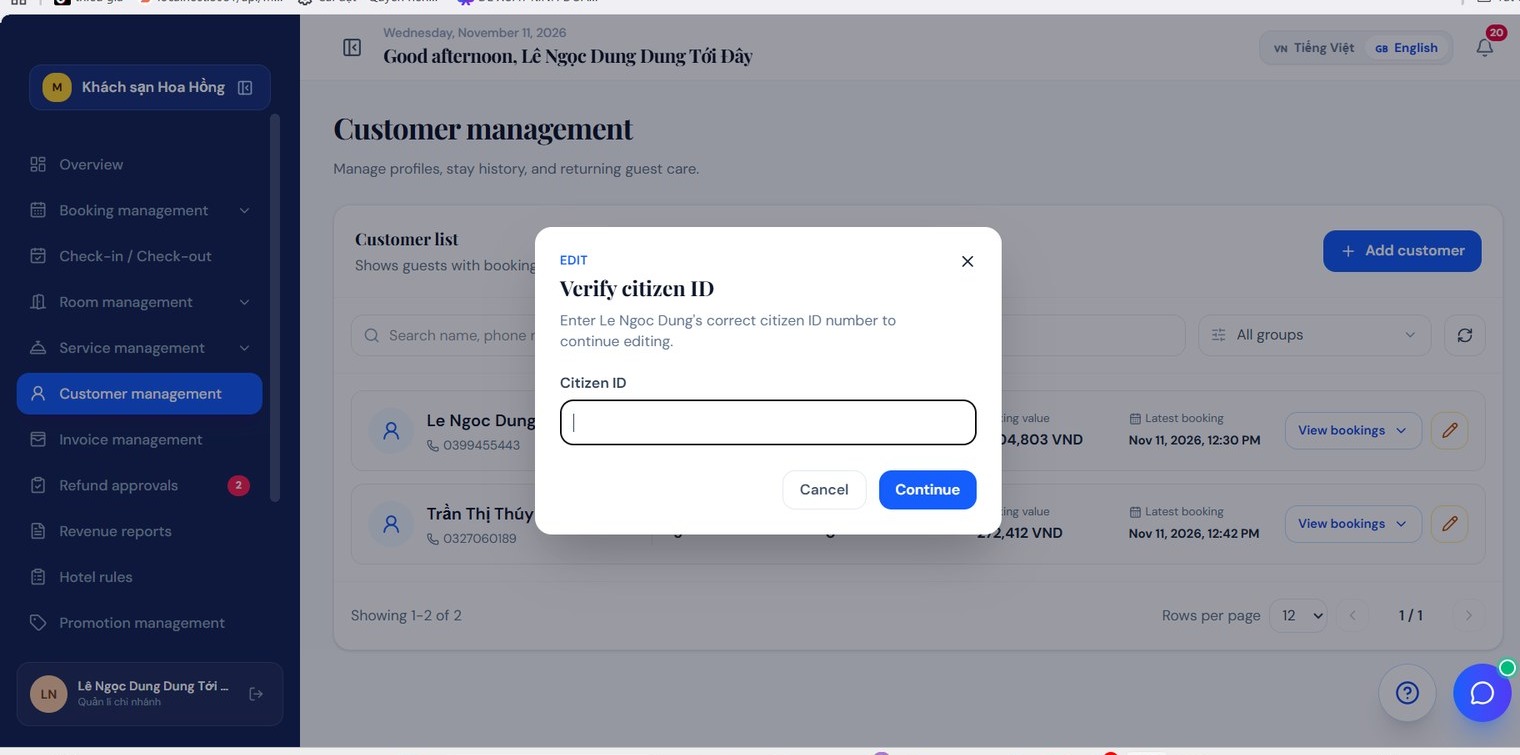 Wednesday, November 11, 2026
Good afternoon, Lê Ngọc Dung Dung Tới Đây
VN Tiếng Việt
GB English
20
M
Khách sạn Hoa Hồng
Overview
Booking management
Check-in / Check-out
Room management
Service management
Customer management
Invoice management
Refund approvals
2
Revenue reports
Hotel rules
Promotion management
LN
Lê Ngọc Dung Dung Tới ...
Quản lí chi nhánh
Customer management
Manage profiles, stay history, and returning guest care.
Customer list
Shows guests with booking
Add customer
Search name, phone
All groups
EDIT
Verify citizen ID
Enter Le Ngoc Dung's correct citizen ID number to
continue editing.
Citizen ID
Cancel
Continue
Le Ngoc Dung
0399455443
value
04,803 VND
Latest booking
Nov 11, 2026, 12:30 PM
View bookings
Trần Thị Thúy
0327060189
value
272,412 VND
Latest booking
Nov 11, 2026, 12:42 PM
View bookings
Showing 1-2 of 2
Rows per page
12
1 / 1